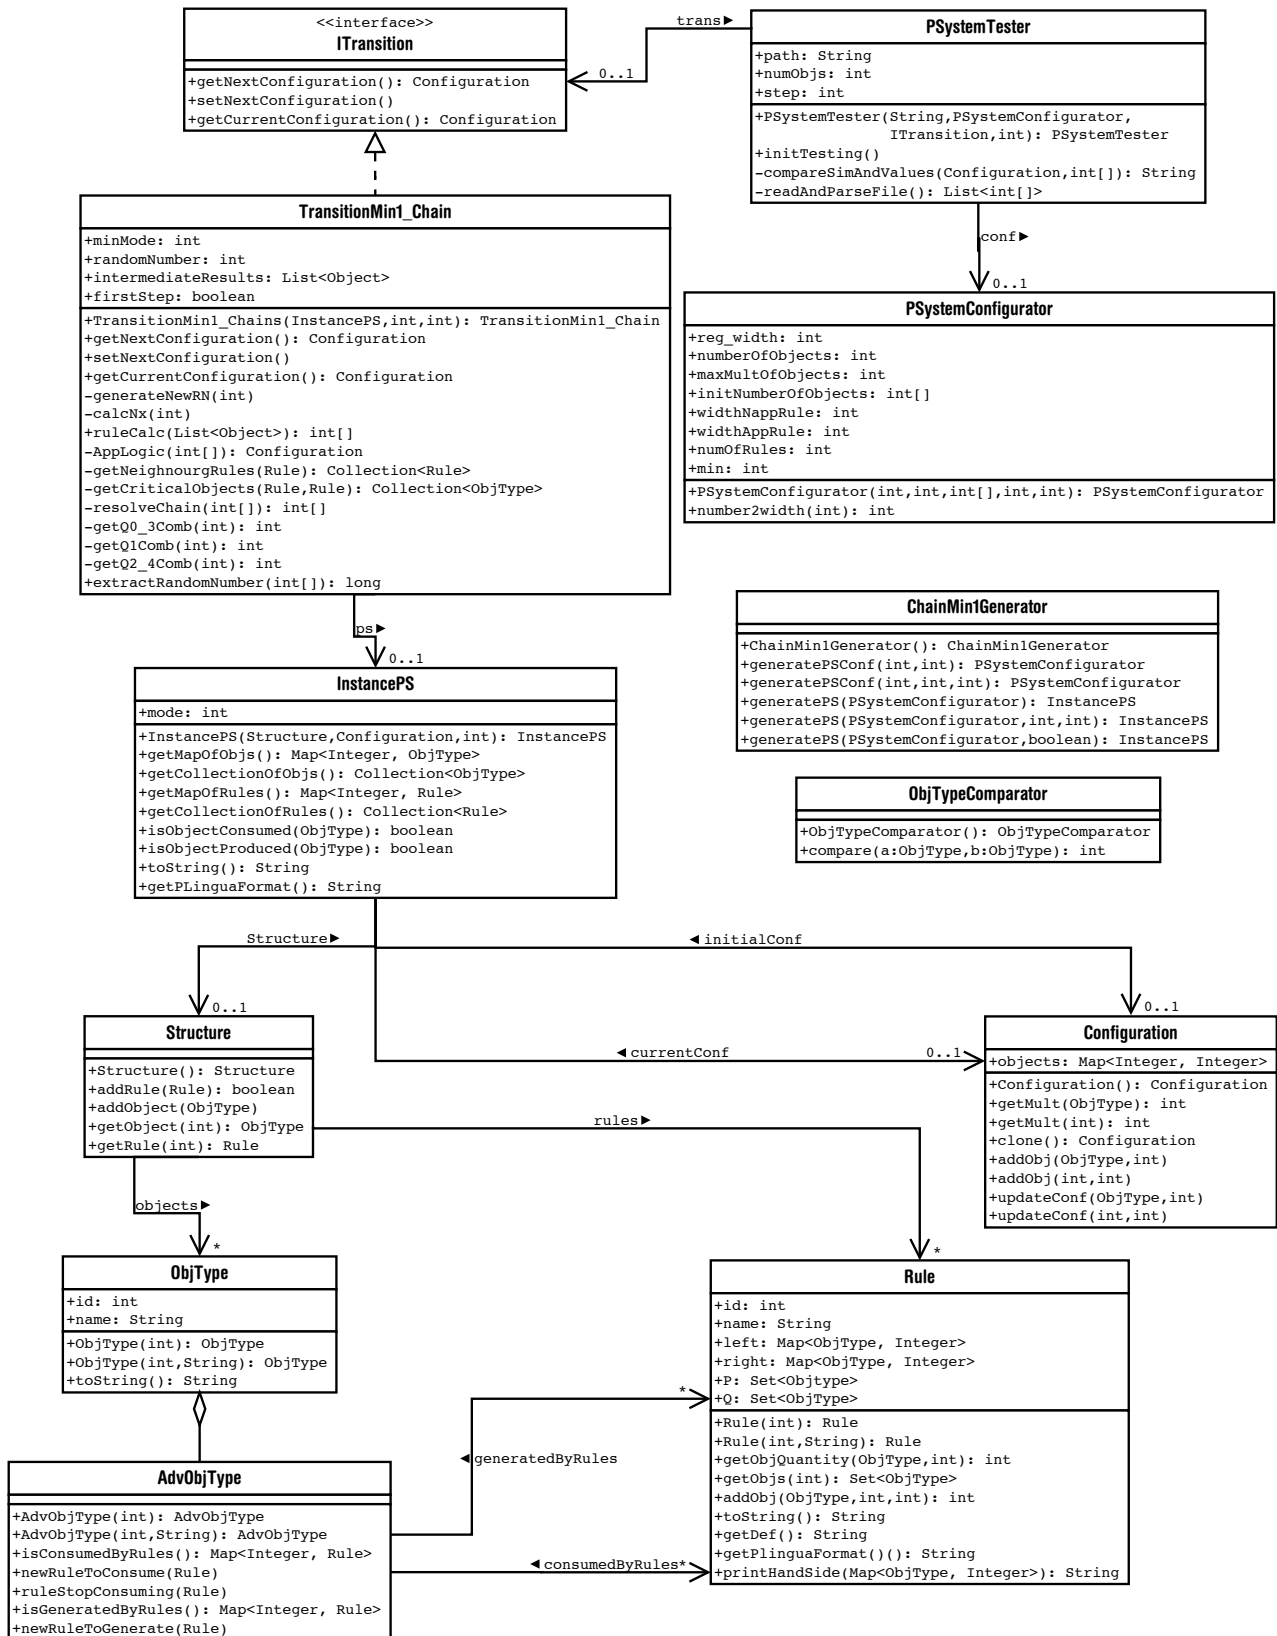 <<interface>>
ITransition
+getNextConfiguration(): Configuration
+setNextConfiguration()
+getCurrentConfiguration(): Configuration
trans►
0..1
PSystemTester
+path: String
+numObjs: int
+step: int
+PSystemTester(String,PSystemConfigurator,
ITransition,int): PSystemTester
+initTesting()
-compareSimAndValues(Configuration,int[]): String
-readAndParseFile(): List<int[]>
conf►
0..1
TransitionMin1_Chain
+minMode: int
+randomNumber: int
+intermediateResults: List<Object>
+firstStep: boolean
+TransitionMin1_Chains(InstancePS,int,int): TransitionMin1_Chain
+getNextConfiguration(): Configuration
+setNextConfiguration()
+getCurrentConfiguration(): Configuration
-generateNewRN(int)
-calcNx(int)
+ruleCalc(List<Object>): int[]
-AppLogic(int[]): Configuration
-getNeighnourgRules(Rule): Collection<Rule>
-getCriticalObjects(Rule,Rule): Collection<ObjType>
-resolveChain(int[]): int[]
-getQ0_3Comb(int): int
-getQ1Comb(int): int
-getQ2_4Comb(int): int
+extractRandomNumber(int[]): long
PSystemConfigurator
+reg_width: int
+numberOfObjects: int
+maxMultOfObjects: int
+initNumberOfObjects: int[]
+widthNappRule: int
+widthAppRule: int
+numOfRules: int
+min: int
+PSystemConfigurator(int,int,int[],int,int): PSystemConfigurator
+number2width(int): int
ps►
0..1
ChainMin1Generator
+ChainMin1Generator(): ChainMin1Generator
+generatePSConf(int,int): PSystemConfigurator
+generatePSConf(int,int,int): PSystemConfigurator
+generatePS(PSystemConfigurator): InstancePS
+generatePS(PSystemConfigurator,int,int): InstancePS
+generatePS(PSystemConfigurator,boolean): InstancePS
InstancePS
+mode: int
+InstancePS(Structure,Configuration,int): InstancePS
+getMapOfObjs(): Map<Integer, ObjType>
+getCollectionOfObjs(): Collection<ObjType>
+getMapOfRules(): Map<Integer, Rule>
+getCollectionOfRules(): Collection<Rule>
+isObjectConsumed(ObjType): boolean
+isObjectProduced(ObjType): boolean
+toString(): String
+getPLinguaFormat(): String
ObjTypeComparator
+ObjTypeComparator(): ObjTypeComparator
+compare(a:ObjType,b:ObjType): int
Structure►
0..1
◄ initialConf
0..1
◄ currentConf
0..1
Structure
+Structure(): Structure
+addRule(Rule): boolean
+addObject(ObjType)
+getObject(int): ObjType
+getRule(int): Rule
Configuration
+objects: Map<Integer, Integer>
+Configuration(): Configuration
+getMult(ObjType): int
+getMult(int): int
+clone(): Configuration
+addObj(ObjType,int)
+addObj(int,int)
+updateConf(ObjType,int)
+updateConf(int,int)
rules►
*
objects►
*
ObjType
+id: int
+name: String
+ObjType(int): ObjType
+ObjType(int,String): ObjType
+toString(): String
Rule
+id: int
+name: String
+left: Map<ObjType, Integer>
+right: Map<ObjType, Integer>
+P: Set<Objtype>
+Q: Set<ObjType>
+Rule(int): Rule
+Rule(int,String): Rule
+getObjQuantity(ObjType,int): int
+getObjs(int): Set<ObjType>
+addObj(ObjType,int,int): int
+toString(): String
+getDef(): String
+getPlinguaFormat()(): String
+printHandSide(Map<ObjType, Integer>): String
*
◄ generatedByRules
◄ consumedByRules*
AdvObjType
+AdvObjType(int): AdvObjType
+AdvObjType(int,String): AdvObjType
+isConsumedByRules(): Map<Integer, Rule>
+newRuleToConsume(Rule)
+ruleStopConsuming(Rule)
+isGeneratedByRules(): Map<Integer, Rule>
+newRuleToGenerate(Rule)